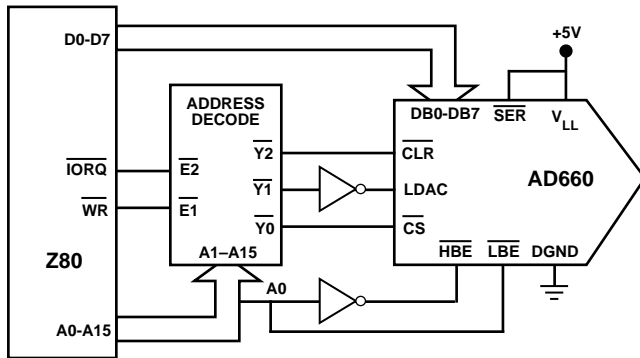 +5V
D0-D7
ADDRESS
DECODE
DB0-DB7
SER
VLL
Y2
CLR
IORQ
E2
Y1
LDAC
AD660
WR
E1
Y0
CS
Z80
A1–A15
HBE
LBE
DGND
A0
A0-A15